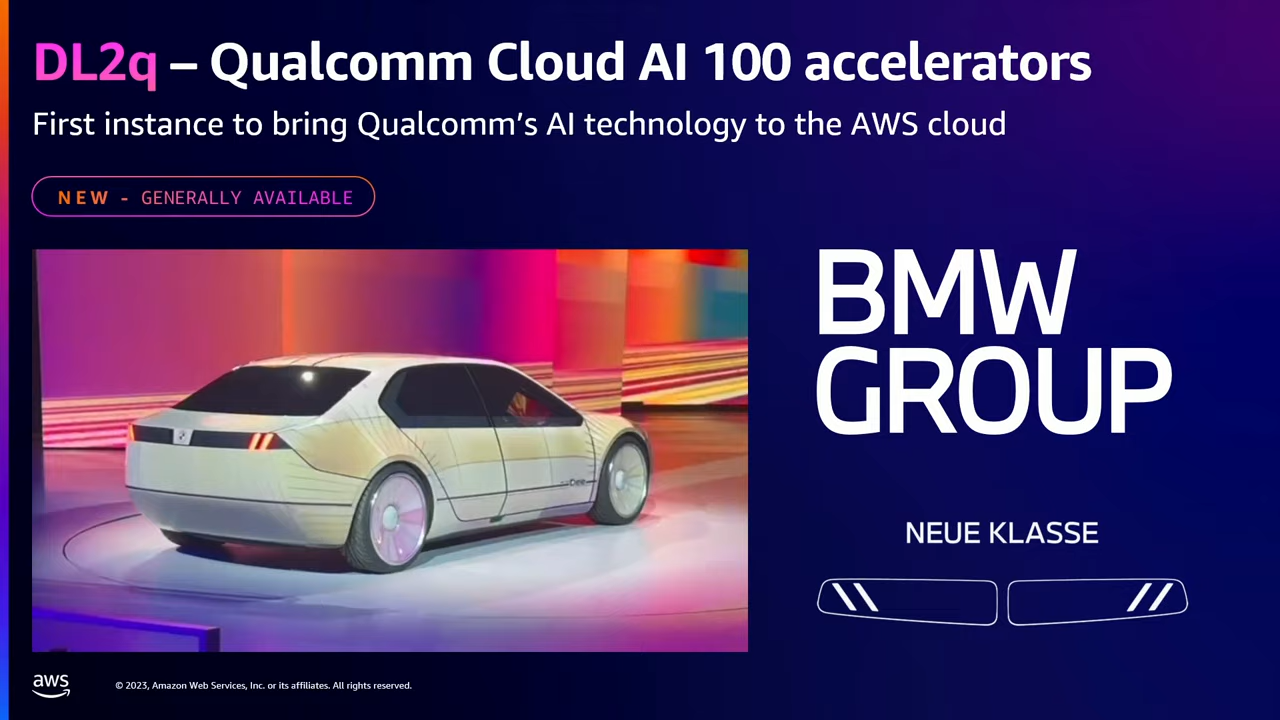 DL2q – Qualcomm Cloud AI 100 accelerators
First instance to bring Qualcomm’s AI technology to the AWS cloud
NEW - GENERALLY AVAILABLE
BMW
GROUP
Dee
NEUE KLASSE
aws
© 2023, Amazon Web Services, Inc. or its affiliates. All rights reserved.